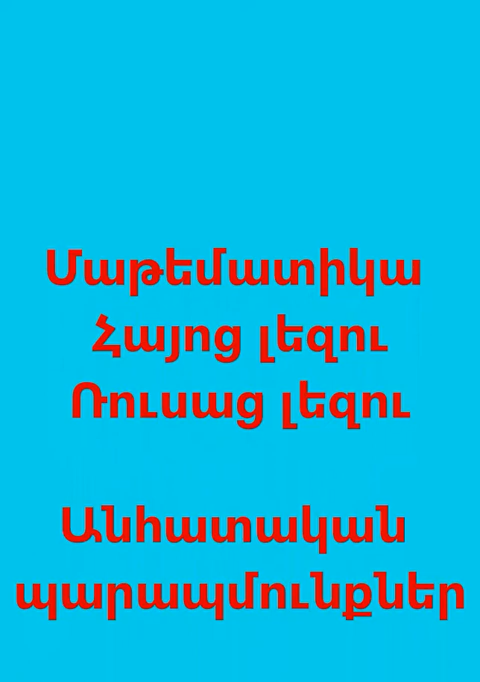 Մաթեմատիկա
Հայոց լեզու
Ռուսաց լեզու
Անհատական
պարապմունքներ